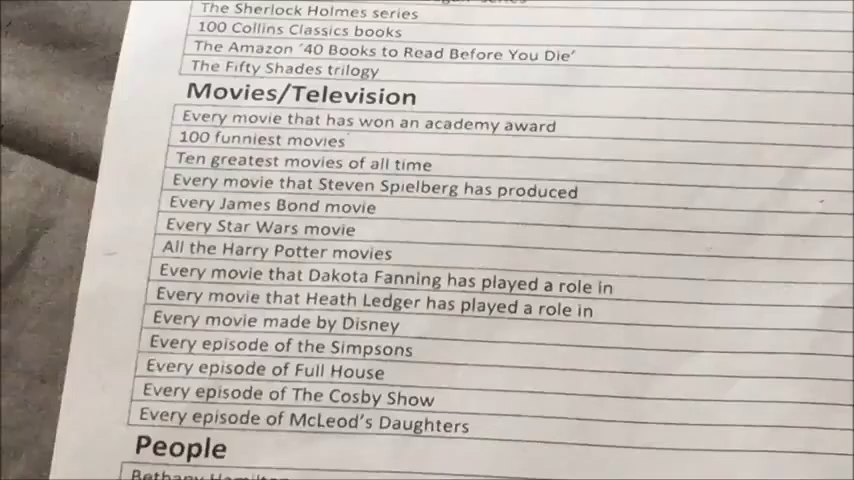 series
The Sherlock Holmes series
100 Collins Classics books
The Amazon ‘40 Books to Read Before You Die’
The Fifty Shades trilogy
Movies/Television
Every movie that has won an academy award
100 funniest movies
Ten greatest movies of all time
Every movie that Steven Spielberg has produced
Every James Bond movie
Every Star Wars movie
All the Harry Potter movies
Every movie that Dakota Fanning has played a role in
Every movie that Heath Ledger has played a role in
Every movie made by Disney
Every episode of the Simpsons
Every episode of Full House
Every episode of The Cosby Show
Every episode of McLeod’s Daughters
People
Bethany Hamilton